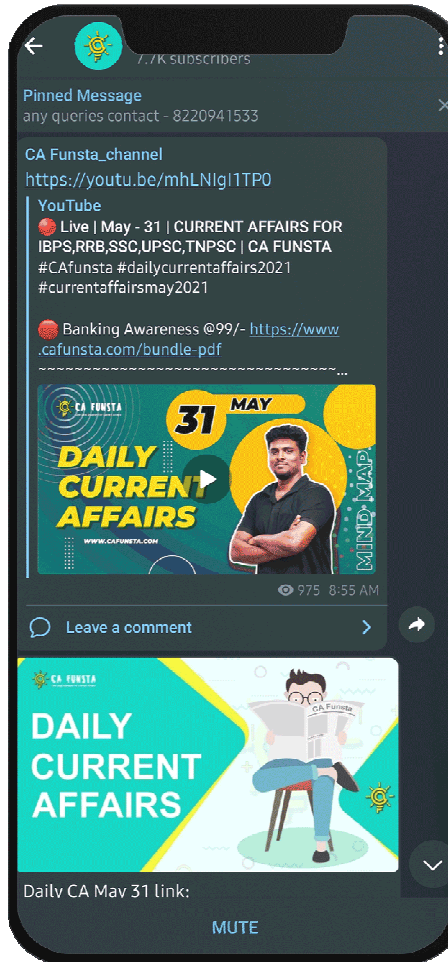 7.7K subscribers
Pinned Message
any queries contact - 8220941533
CA Funsta_channel
https://youtu.be/mhLNIgI1TP0
YouTube
🔴 Live | May - 31 | CURRENT AFFAIRS FOR
IBPS,RRB,SSC,UPSC,TNPSC | CA FUNSTA
#CAfunsta #dailycurrentaffairs2021
#currentaffairsmay2021
🔴 Banking Awareness @99/- https://www
.cafunsta.com/bundle-pdf
~~~~~~~~~~~~~~~~~~~~~~~~~~~~~~~~~~...
CA FUNSTA
31 MAY
DAILY
CURRENT
AFFAIRS
WWW.CAFUNSTA.COM
MIND MAP
975 8:55 AM
Leave a comment
CA FUNSTA
CA Funsta
DAILY
CURRENT
AFFAIRS
Daily CA May 31 link:
MUTE